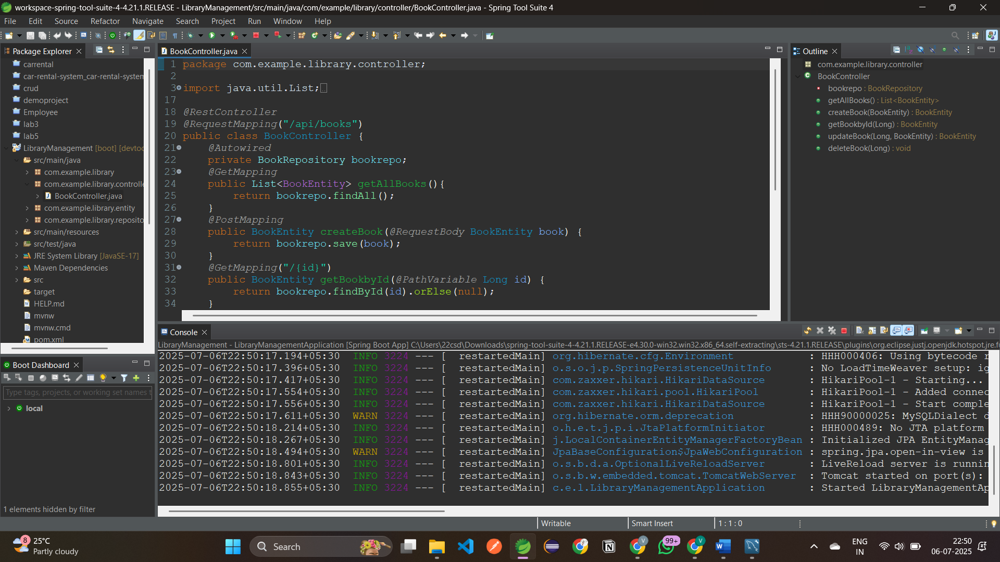 workspace-spring-tool-suite-4-4.21.1.RELEASE - LibraryManagement/src/main/java/com/example/library/controller/BookController.java - Spring Tool Suite 4
File Edit Source Refactor Navigate Search Project Run Window Help
Package Explorer
carrental
car-rental-system_car-rental-system
crud
demoproject
Employee
lab3
lab5
LibraryManagement [boot] [devtoo
src/main/java
com.example.library
com.example.library.controlle
BookController.java
com.example.library.entity
com.example.library.reposito
src/main/resources
src/test/java
JRE System Library [JavaSE-17]
Maven Dependencies
src
target
HELP.md
mvnw
mvnw.cmd
pom.xml
BookController.java
1 package com.example.library.controller;
2
3 import java.util.List;
17
18 @RestController
19 @RequestMapping("/api/books")
20 public class BookController {
21 @Autowired
22 private BookRepository bookrepo;
23 @GetMapping
24 public List<BookEntity> getAllBooks(){
25 return bookrepo.findAll();
26 }
27 @PostMapping
28 public BookEntity createBook(@RequestBody BookEntity book) {
29 return bookrepo.save(book);
30 }
31 @GetMapping("/{id}")
32 public BookEntity getBookbyId(@PathVariable Long id) {
33 return bookrepo.findById(id).orElse(null);
34 }
Outline
com.example.library.controller
BookController
bookrepo : BookRepository
getAllBooks() : List<BookEntity>
createBook(BookEntity) : BookEntity
getBookbyId(Long) : BookEntity
updateBook(Long, BookEntity) : BookEntity
deleteBook(Long) : void
Boot Dashboard
Type tags, projects, or working set names t
local
1 elements hidden by filter
Console
LibraryManagement - LibraryManagementApplication [Spring Boot App] C:\Users\22csd\Downloads\spring-tool-suite-4-4.21.1.RELEASE-e4.30.0-win32.win32.x86_64.self-extracting\sts-4.21.1.RELEASE\plugins\org.eclipse.justj.openjdk.hotspot.jre.fu
2025-07-06T22:50:17.194+05:30 INFO 3224 --- [ restartedMain] org.hibernate.cfg.Environment : HHH000406: Using bytecode r
2025-07-06T22:50:17.396+05:30 INFO 3224 --- [ restartedMain] o.s.o.j.p.SpringPersistenceUnitInfo : No LoadTimeWeaver setup: ig
2025-07-06T22:50:17.417+05:30 INFO 3224 --- [ restartedMain] com.zaxxer.hikari.HikariDataSource : HikariPool-1 - Starting...
2025-07-06T22:50:17.554+05:30 INFO 3224 --- [ restartedMain] com.zaxxer.hikari.pool.HikariPool : HikariPool-1 - Added connec
2025-07-06T22:50:17.556+05:30 INFO 3224 --- [ restartedMain] com.zaxxer.hikari.HikariDataSource : HikariPool-1 - Start comple
2025-07-06T22:50:17.611+05:30 WARN 3224 --- [ restartedMain] org.hibernate.orm.deprecation : HHH90000025: MySQLDialect d
2025-07-06T22:50:18.214+05:30 INFO 3224 --- [ restartedMain] o.h.e.t.j.p.i.JtaPlatformInitiator : HHH000489: No JTA platform
2025-07-06T22:50:18.267+05:30 INFO 3224 --- [ restartedMain] j.LocalContainerEntityManagerFactoryBean : Initialized JPA EntityManag
2025-07-06T22:50:18.494+05:30 WARN 3224 --- [ restartedMain] JpaBaseConfiguration$JpaWebConfiguration : spring.jpa.open-in-view is
2025-07-06T22:50:18.801+05:30 INFO 3224 --- [ restartedMain] o.s.b.d.a.OptionalLiveReloadServer : LiveReload server is runnin
2025-07-06T22:50:18.843+05:30 INFO 3224 --- [ restartedMain] o.s.b.w.embedded.tomcat.TomcatWebServer : Tomcat started on port(s):
2025-07-06T22:50:18.855+05:30 INFO 3224 --- [ restartedMain] c.e.l.LibraryManagementApplication : Started LibraryManagementAp
Writable Smart Insert 1 : 1 : 0
8
25°C
Partly cloudy
Search
V
99+
V
ENG
IN
22:50
06-07-2025